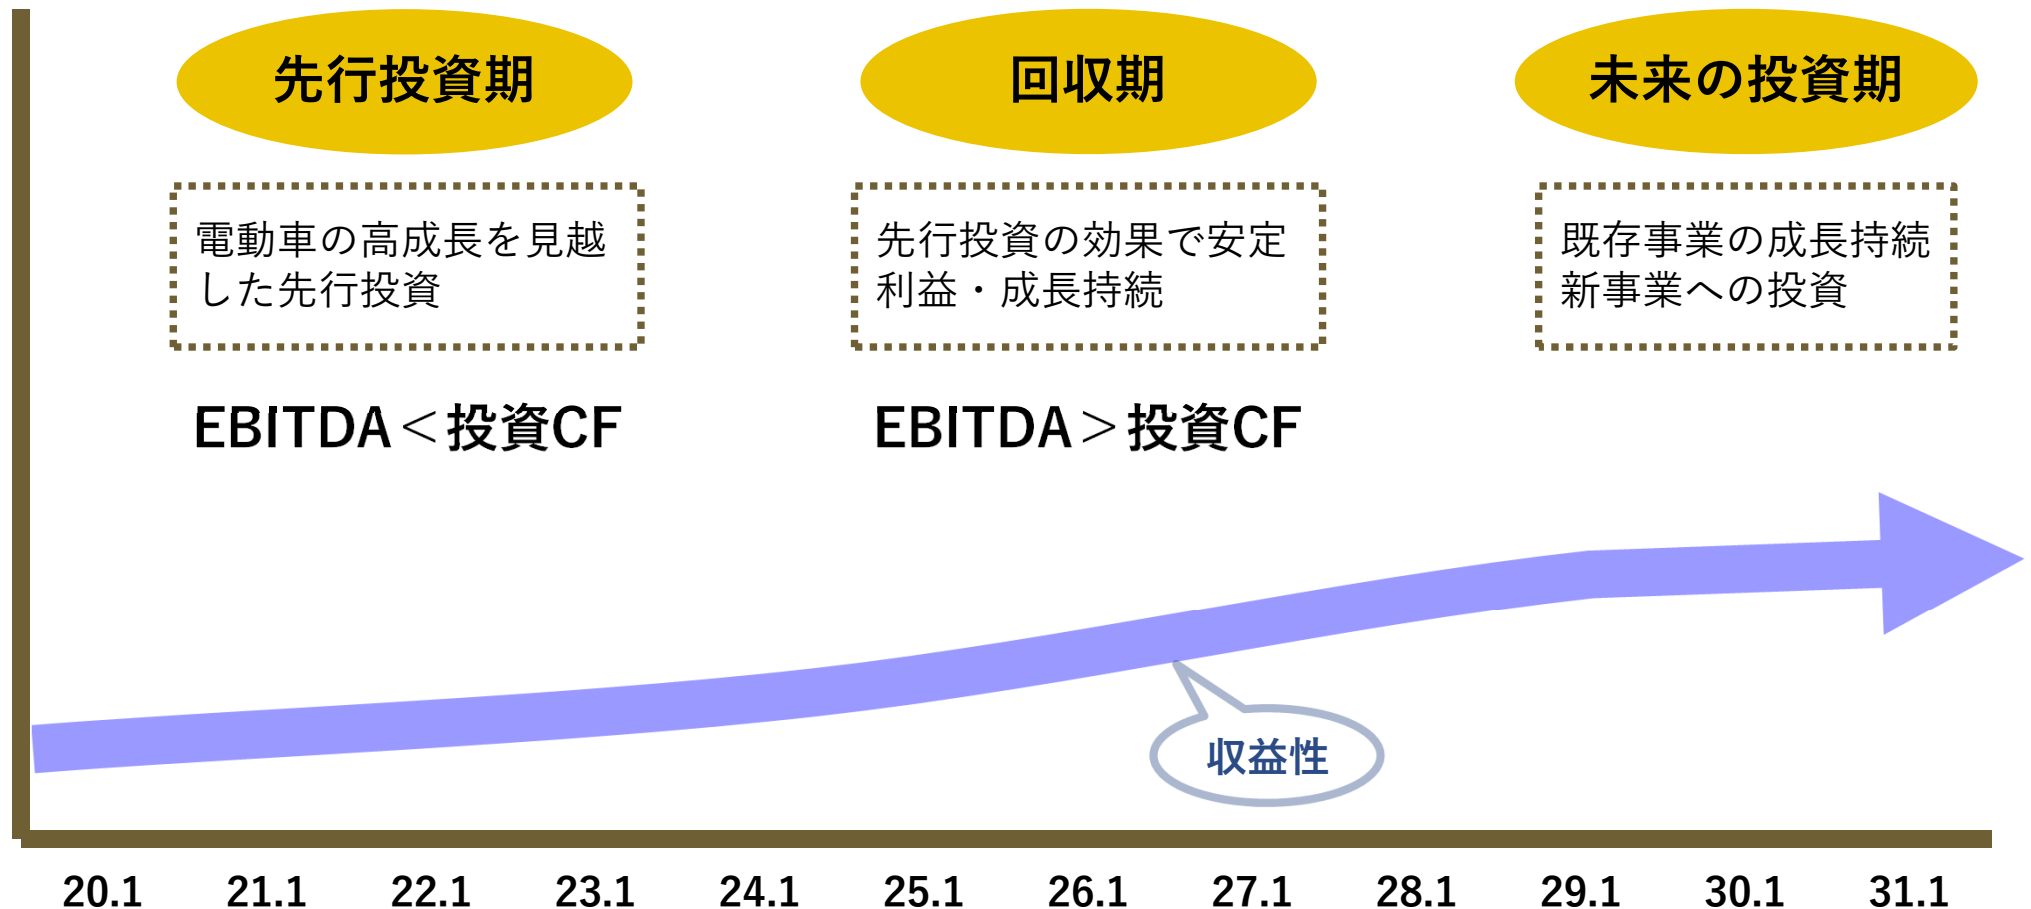 先行投資期
回収期
未来の投資期
電動車の高成長を見越
した先行投資
先行投資の効果で安定
利益・成長持続
既存事業の成長持続
新事業への投資
EBITDA＜投資CF
EBITDA＞投資CF
収益性
20.1 21.1 22.1 23.1 24.1 25.1 26.1 27.1 28.1 29.1 30.1 31.1